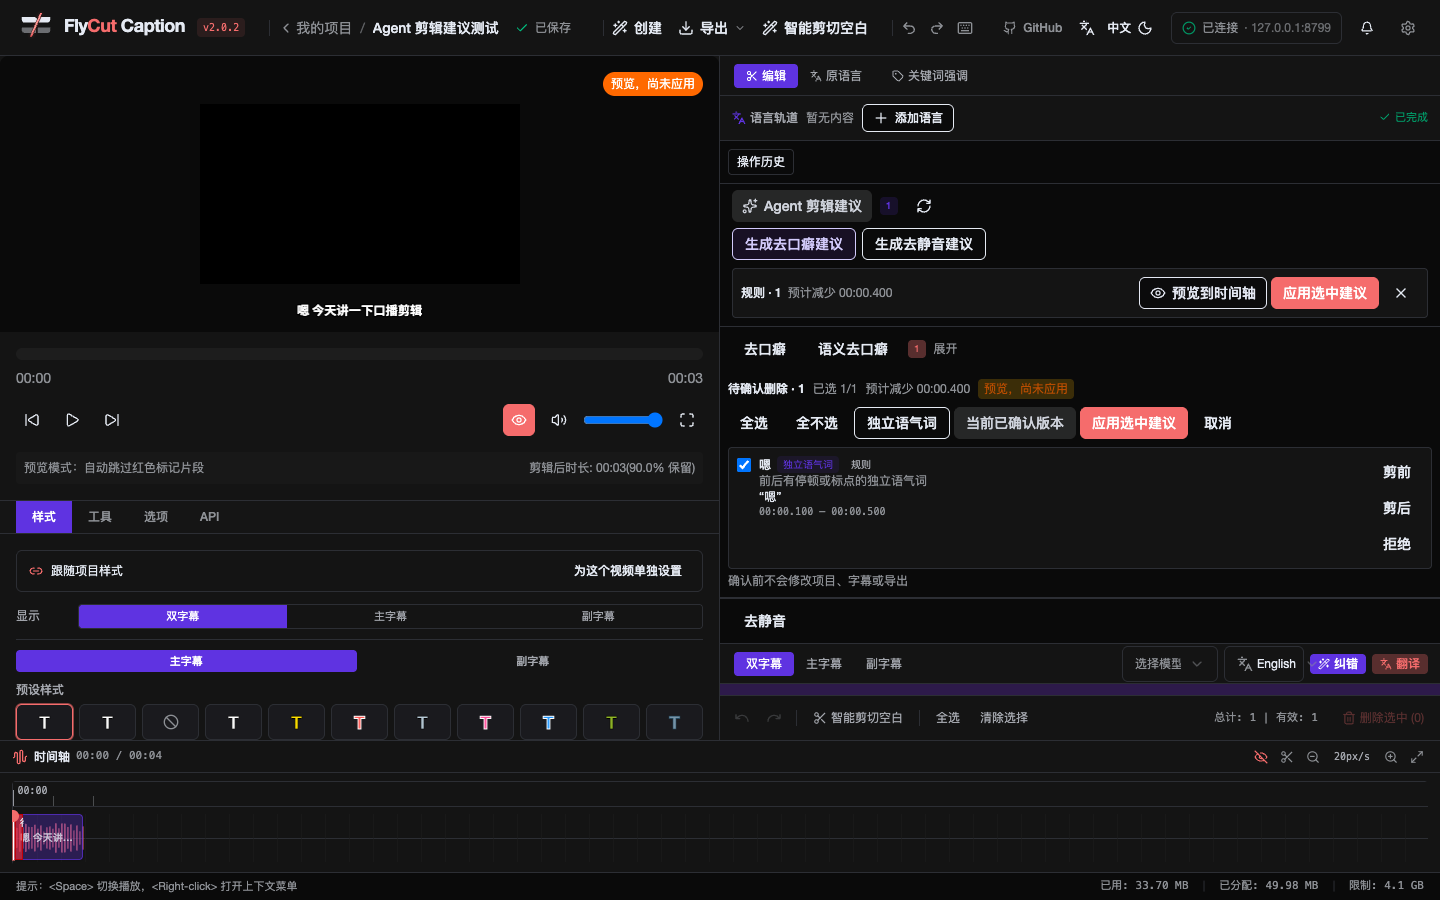 FlyCut Caption v2.0.2 我的项目 / Agent 剪辑建议测试 已保存 创建 导出 智能剪切空白 GitHub 中文 已连接 · 127.0.0.1:8799
预览，尚未应用
嗯 今天讲一下口播剪辑
00:00 00:03
预览模式：自动跳过红色标记片段 剪辑后时长: 00:03(90.0% 保留)
样式 工具 选项 API
跟随项目样式 为这个视频单独设置
显示 双字幕 主字幕 副字幕
主字幕 副字幕
预设样式
T T T T T T T T T T
编辑 原语言 关键词强调
语言轨道 暂无内容 添加语言 已完成
操作历史
Agent 剪辑建议 1
生成去口癖建议 生成去静音建议
规则 · 1 预计减少 00:00.400 预览到时间轴 应用选中建议
去口癖 语义去口癖 1 展开
待确认删除 · 1 已选 1/1 预计减少 00:00.400 预览，尚未应用
全选 全不选 独立语气词 当前已确认版本 应用选中建议 取消
嗯 独立语气词 规则 剪前
前后有停顿或标点的独立语气词
“嗯” 剪后
00:00.100 — 00:00.500
拒绝
确认前不会修改项目、字幕或导出
去静音
双字幕 主字幕 副字幕 选择模型 English 纠错 翻译
智能剪切空白 全选 清除选择 总计: 1 | 有效: 1 删除选中 (0)
时间轴 00:00 / 00:04 20px/s
00:00
嗯 今天讲...
提示: <Space> 切换播放, <Right-click> 打开上下文菜单 已用: 33.70 MB 已分配: 49.98 MB 限制: 4.1 GB